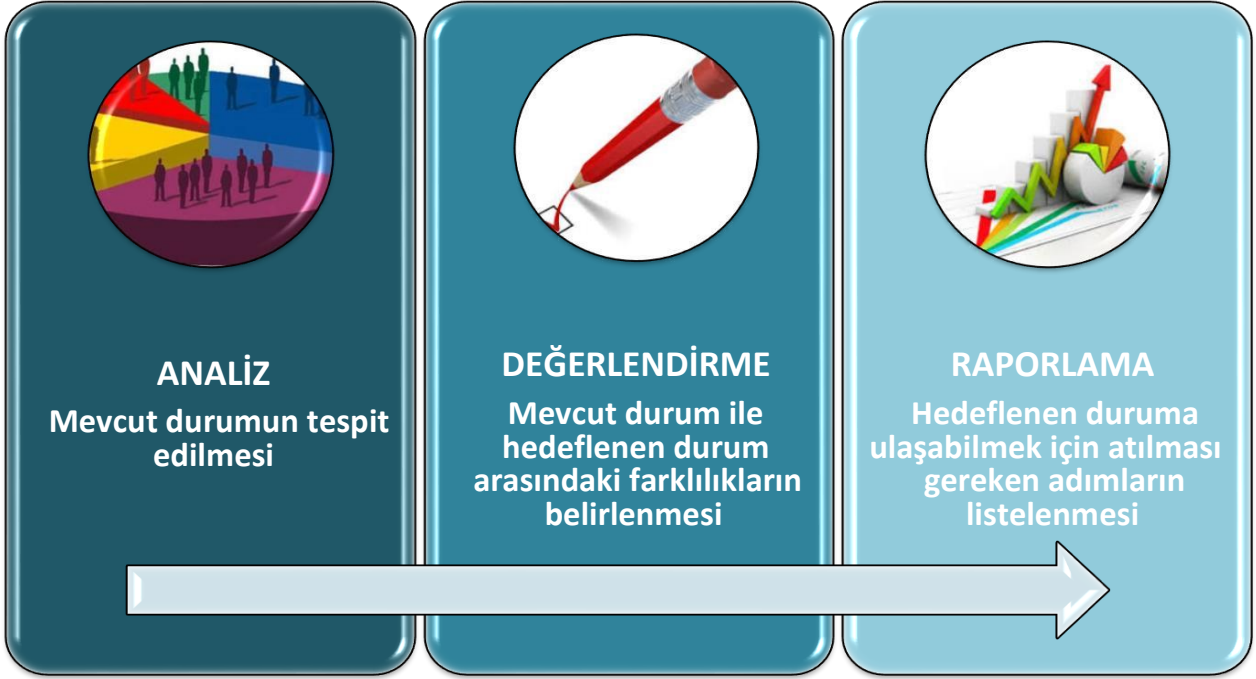 ANALİZ
Mevcut durumun tespit
edilmesi
DEĞERLENDİRME
Mevcut durum ile
hedeflenen durum
arasındaki farklılıkların
belirlenmesi
RAPORLAMA
Hedeflenen duruma
ulaşabilmek için atılması
gereken adımların
listelenmesi